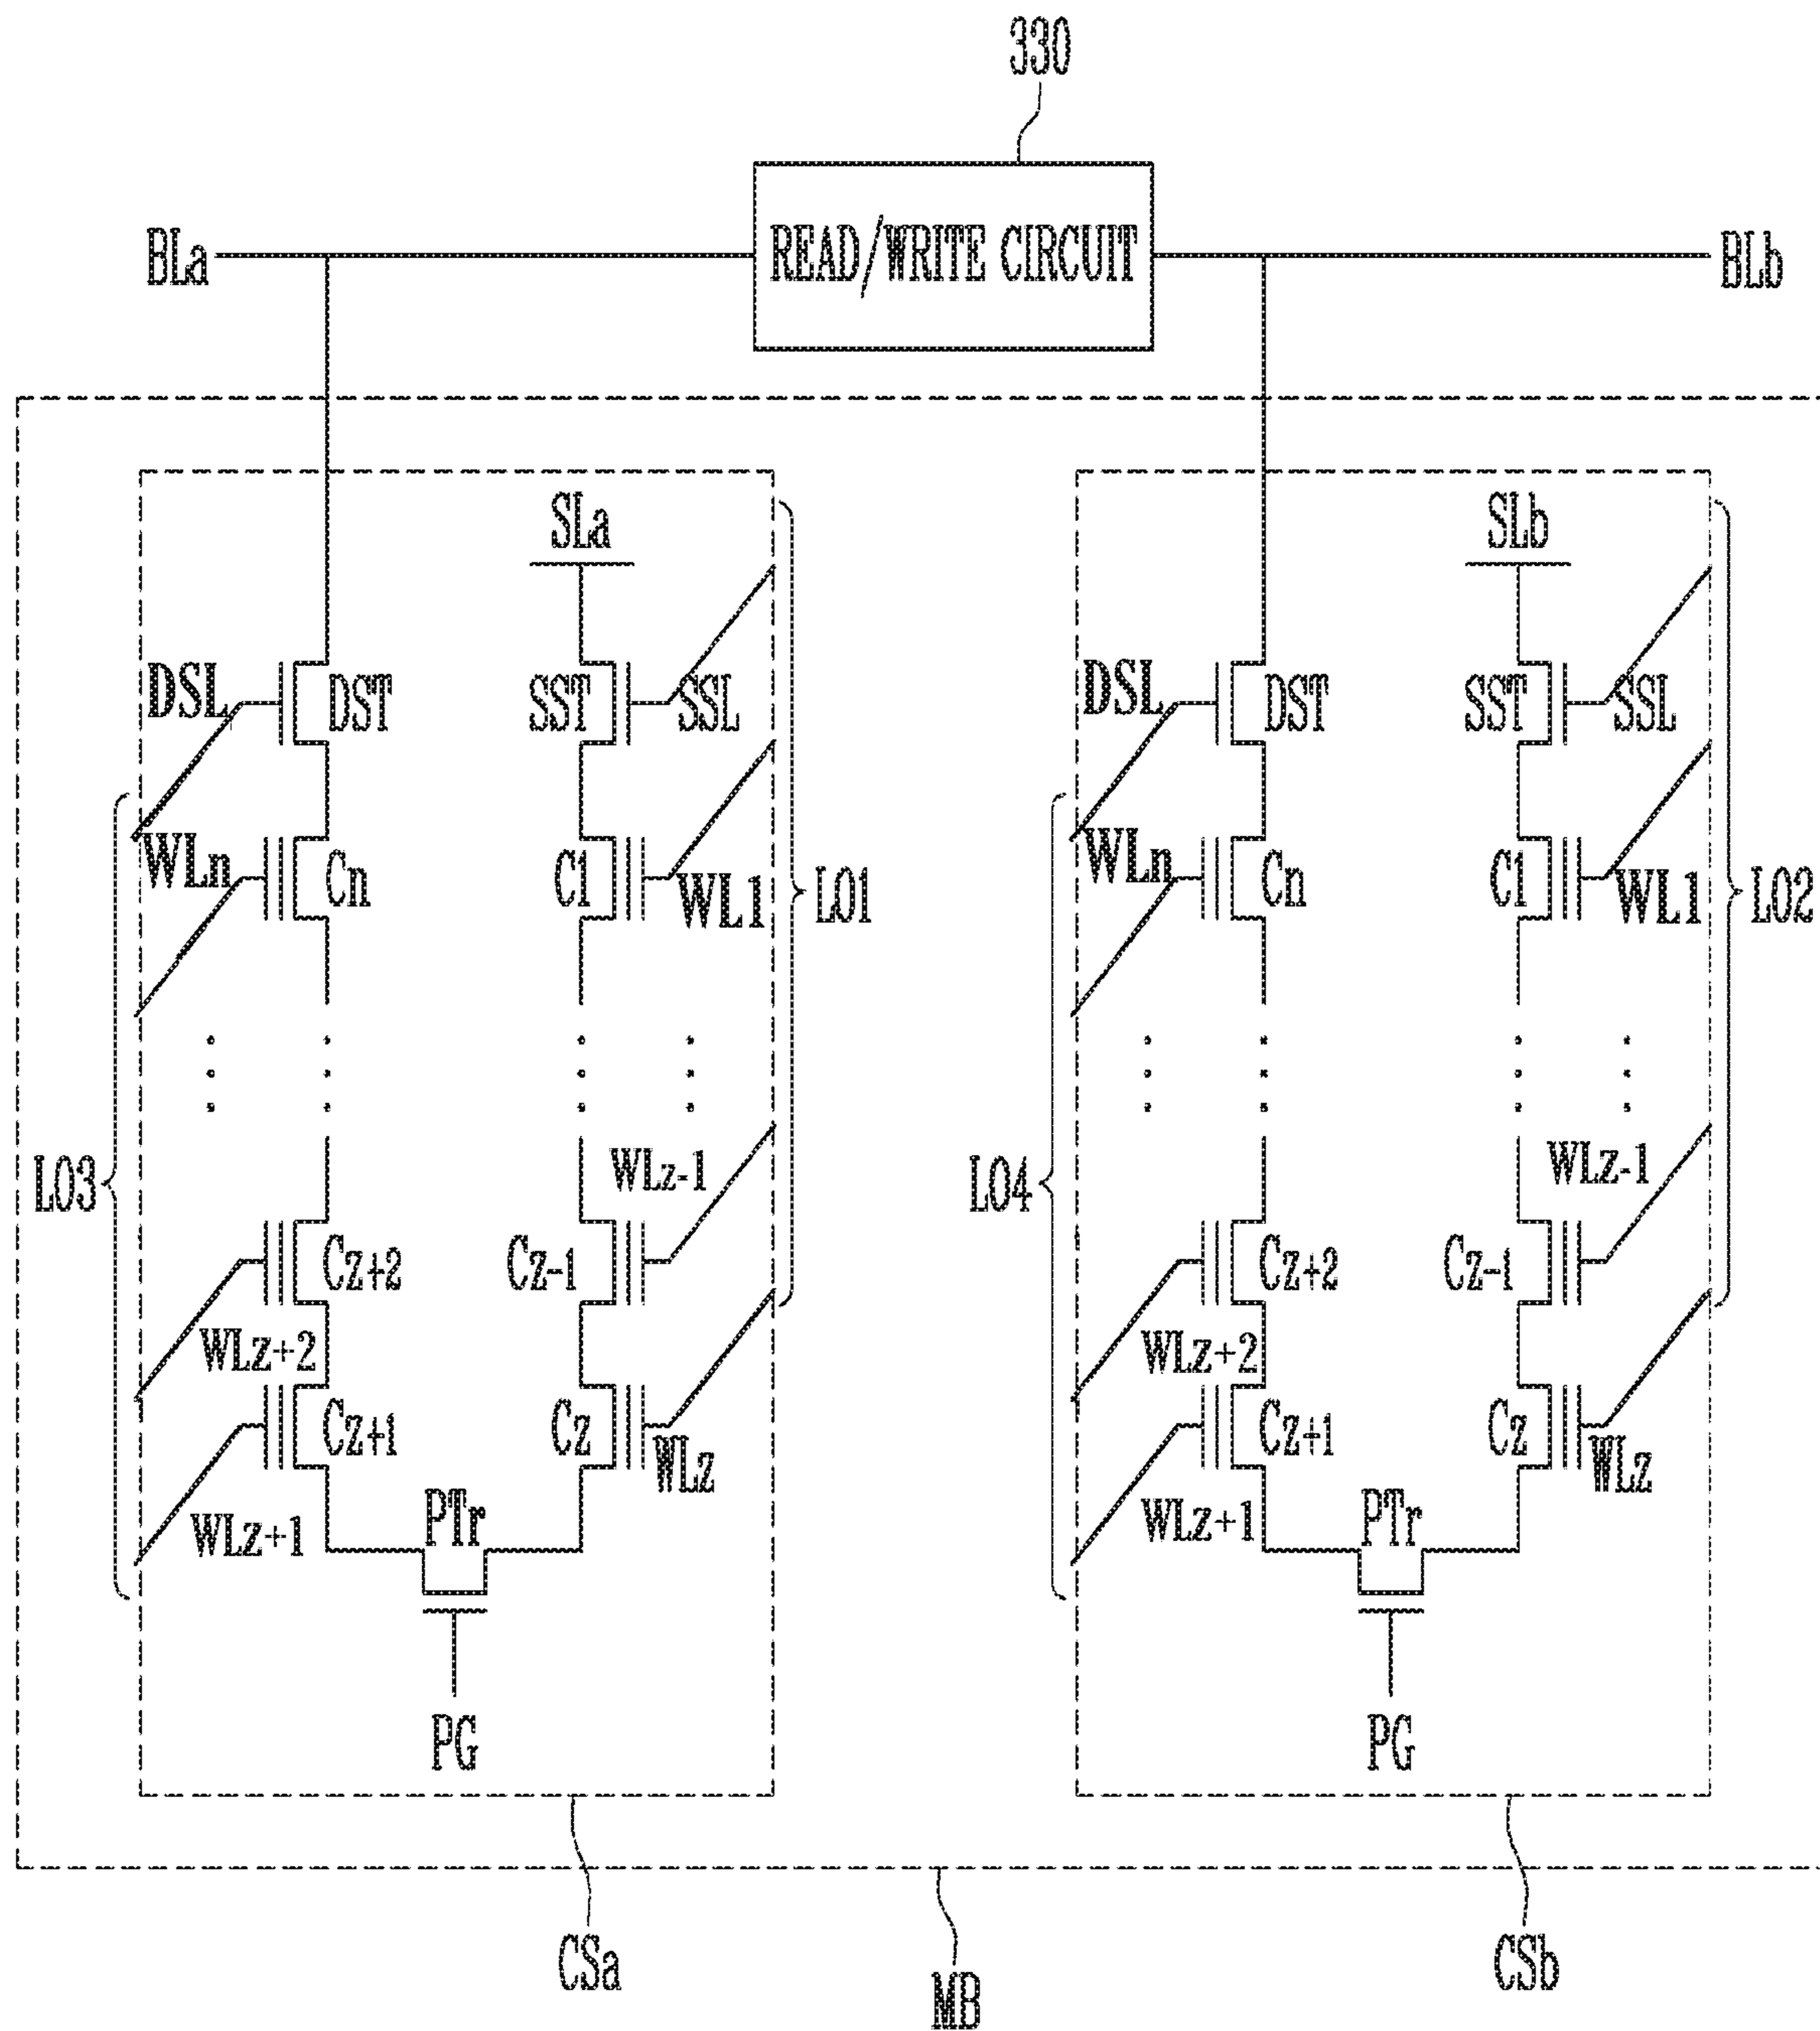 330
BLa READ/WRITE CIRCUIT BLb
SLa SLb
DSL DST SST SSL DSL DST SST SSL
WLn Cn C1 WL1 LO1 WLn Cn C1 WL1 LO2
LO3 WLz-1 LO4 WLz-1
Cz+2 Cz-1 Cz+2 Cz-1
WLz+2 WLz+2
Cz+1 Cz WLz Cz+1 Cz WLz
WLz+1 PTr WLz+1 PTr
PG PG
CSa CSb
MB